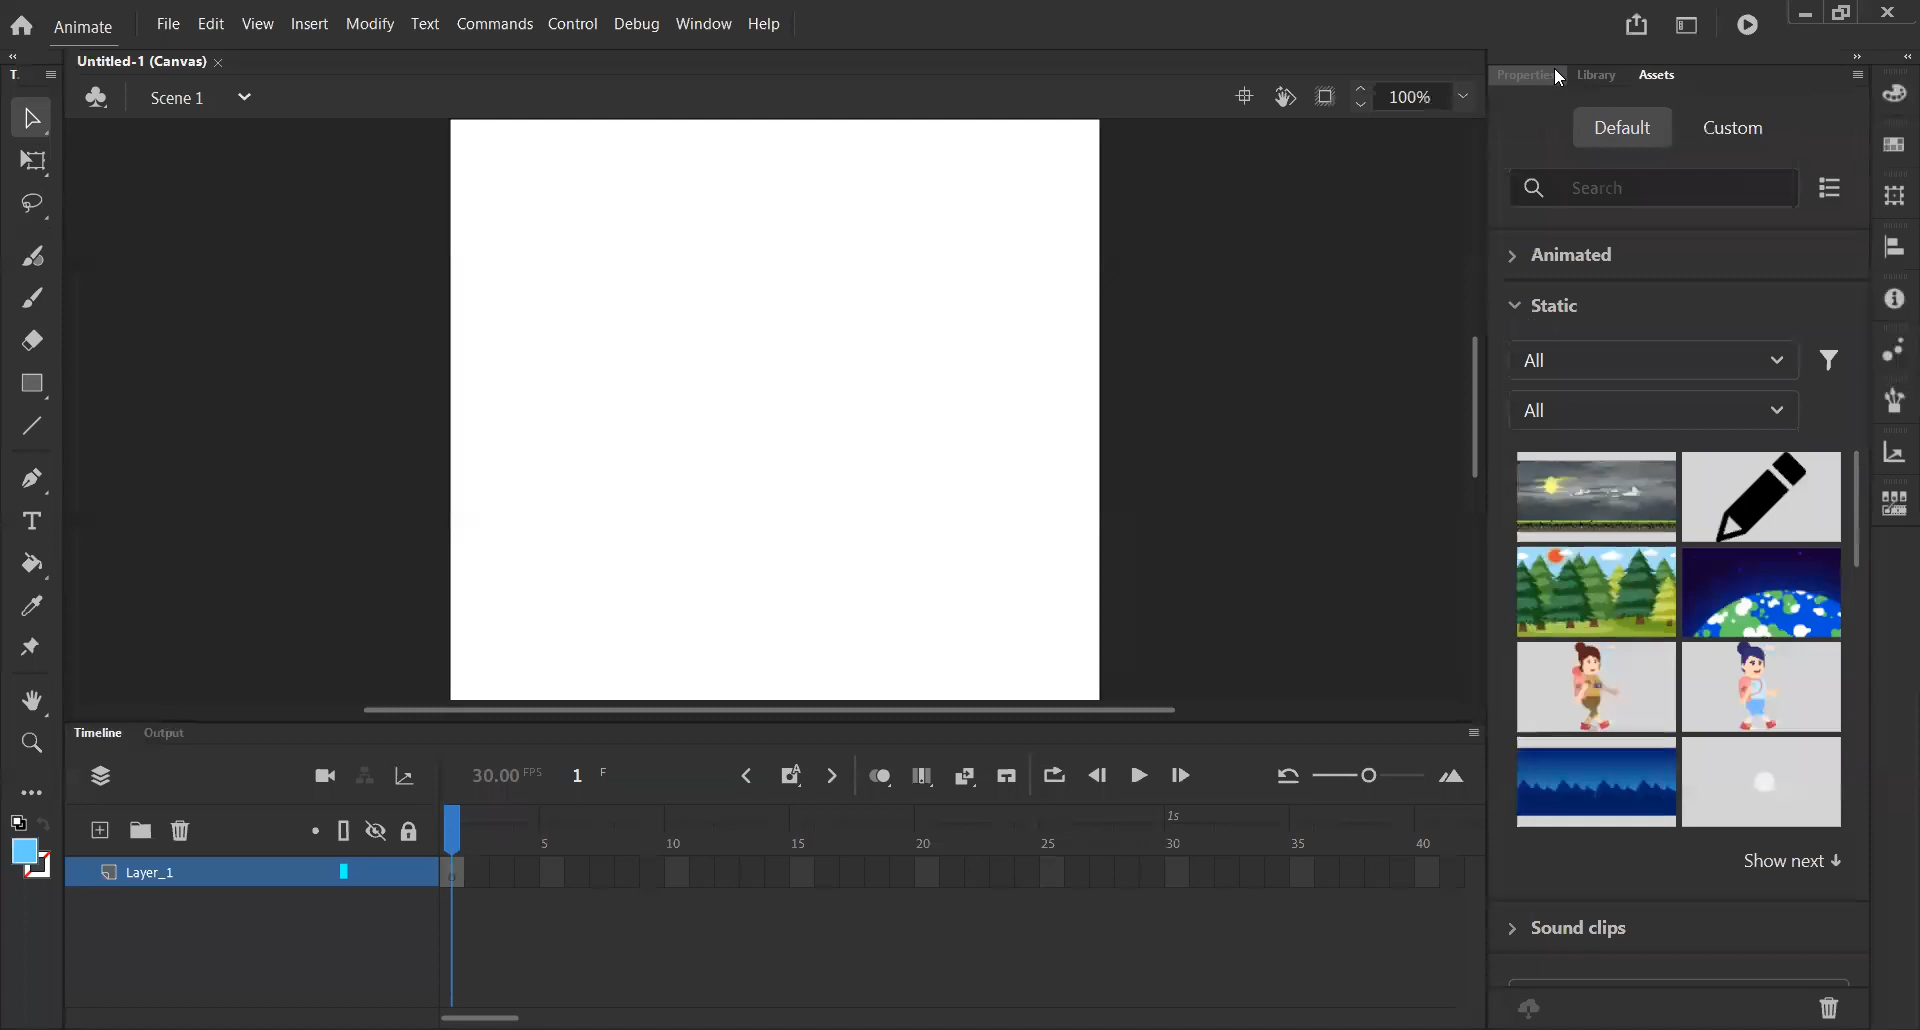 Animate File Edit View Insert Modify Text Commands Control Debug Window Help
Untitled-1 (Canvas)
T.
Properties Library Assets
Scene 1
100%
Default Custom
Search
Animated
Static
All
All
Show next
Sound clips
Timeline Output
30.00 FPS 1 F
1s
5 10 15 20 25 30 35 40
Layer_1